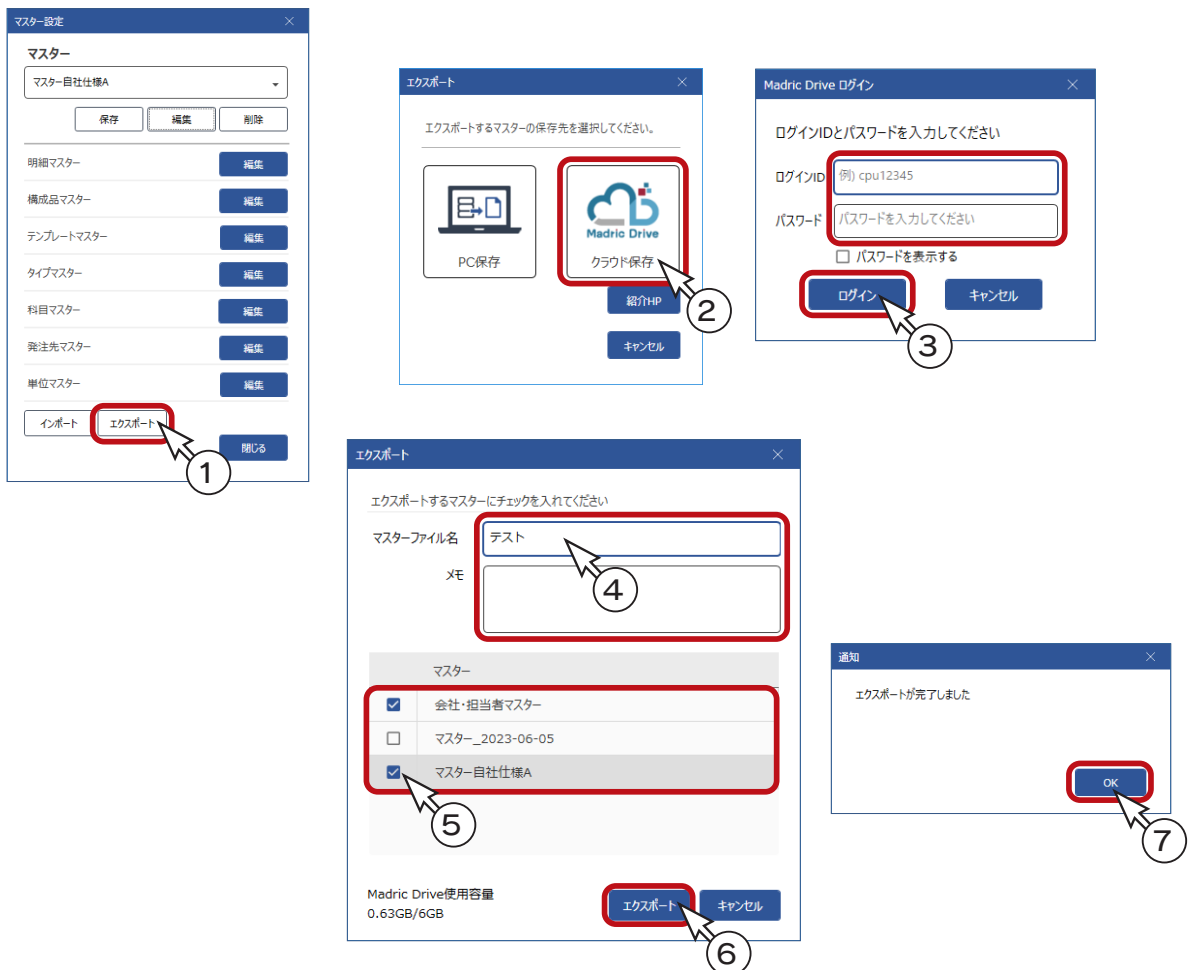 マスター設定
マスター
マスター自社仕様A
保存 編集 削除
明細マスター 編集
構成品マスター 編集
テンプレートマスター 編集
タイプマスター 編集
科目マスター 編集
発注先マスター 編集
単位マスター 編集
インポート エクスポート
閉じる
1
エクスポート
エクスポートするマスターの保存先を選択してください。
Madric Drive
PC保存 クラウド保存
紹介HP
2
キャンセル
Madric Drive ログイン
ログインIDとパスワードを入力してください
ログインID 例) cpu12345
パスワード パスワードを入力してください
パスワードを表示する
ログイン キャンセル
3
エクスポート
エクスポートするマスターにチェックを入れてください
マスターファイル名 テスト
メモ
4
マスター
会社・担当者マスター
マスター_2023-06-05
マスター自社仕様A
5
Madric Drive使用容量
0.63GB/6GB
エクスポート キャンセル
6
通知
エクスポートが完了しました
OK
7